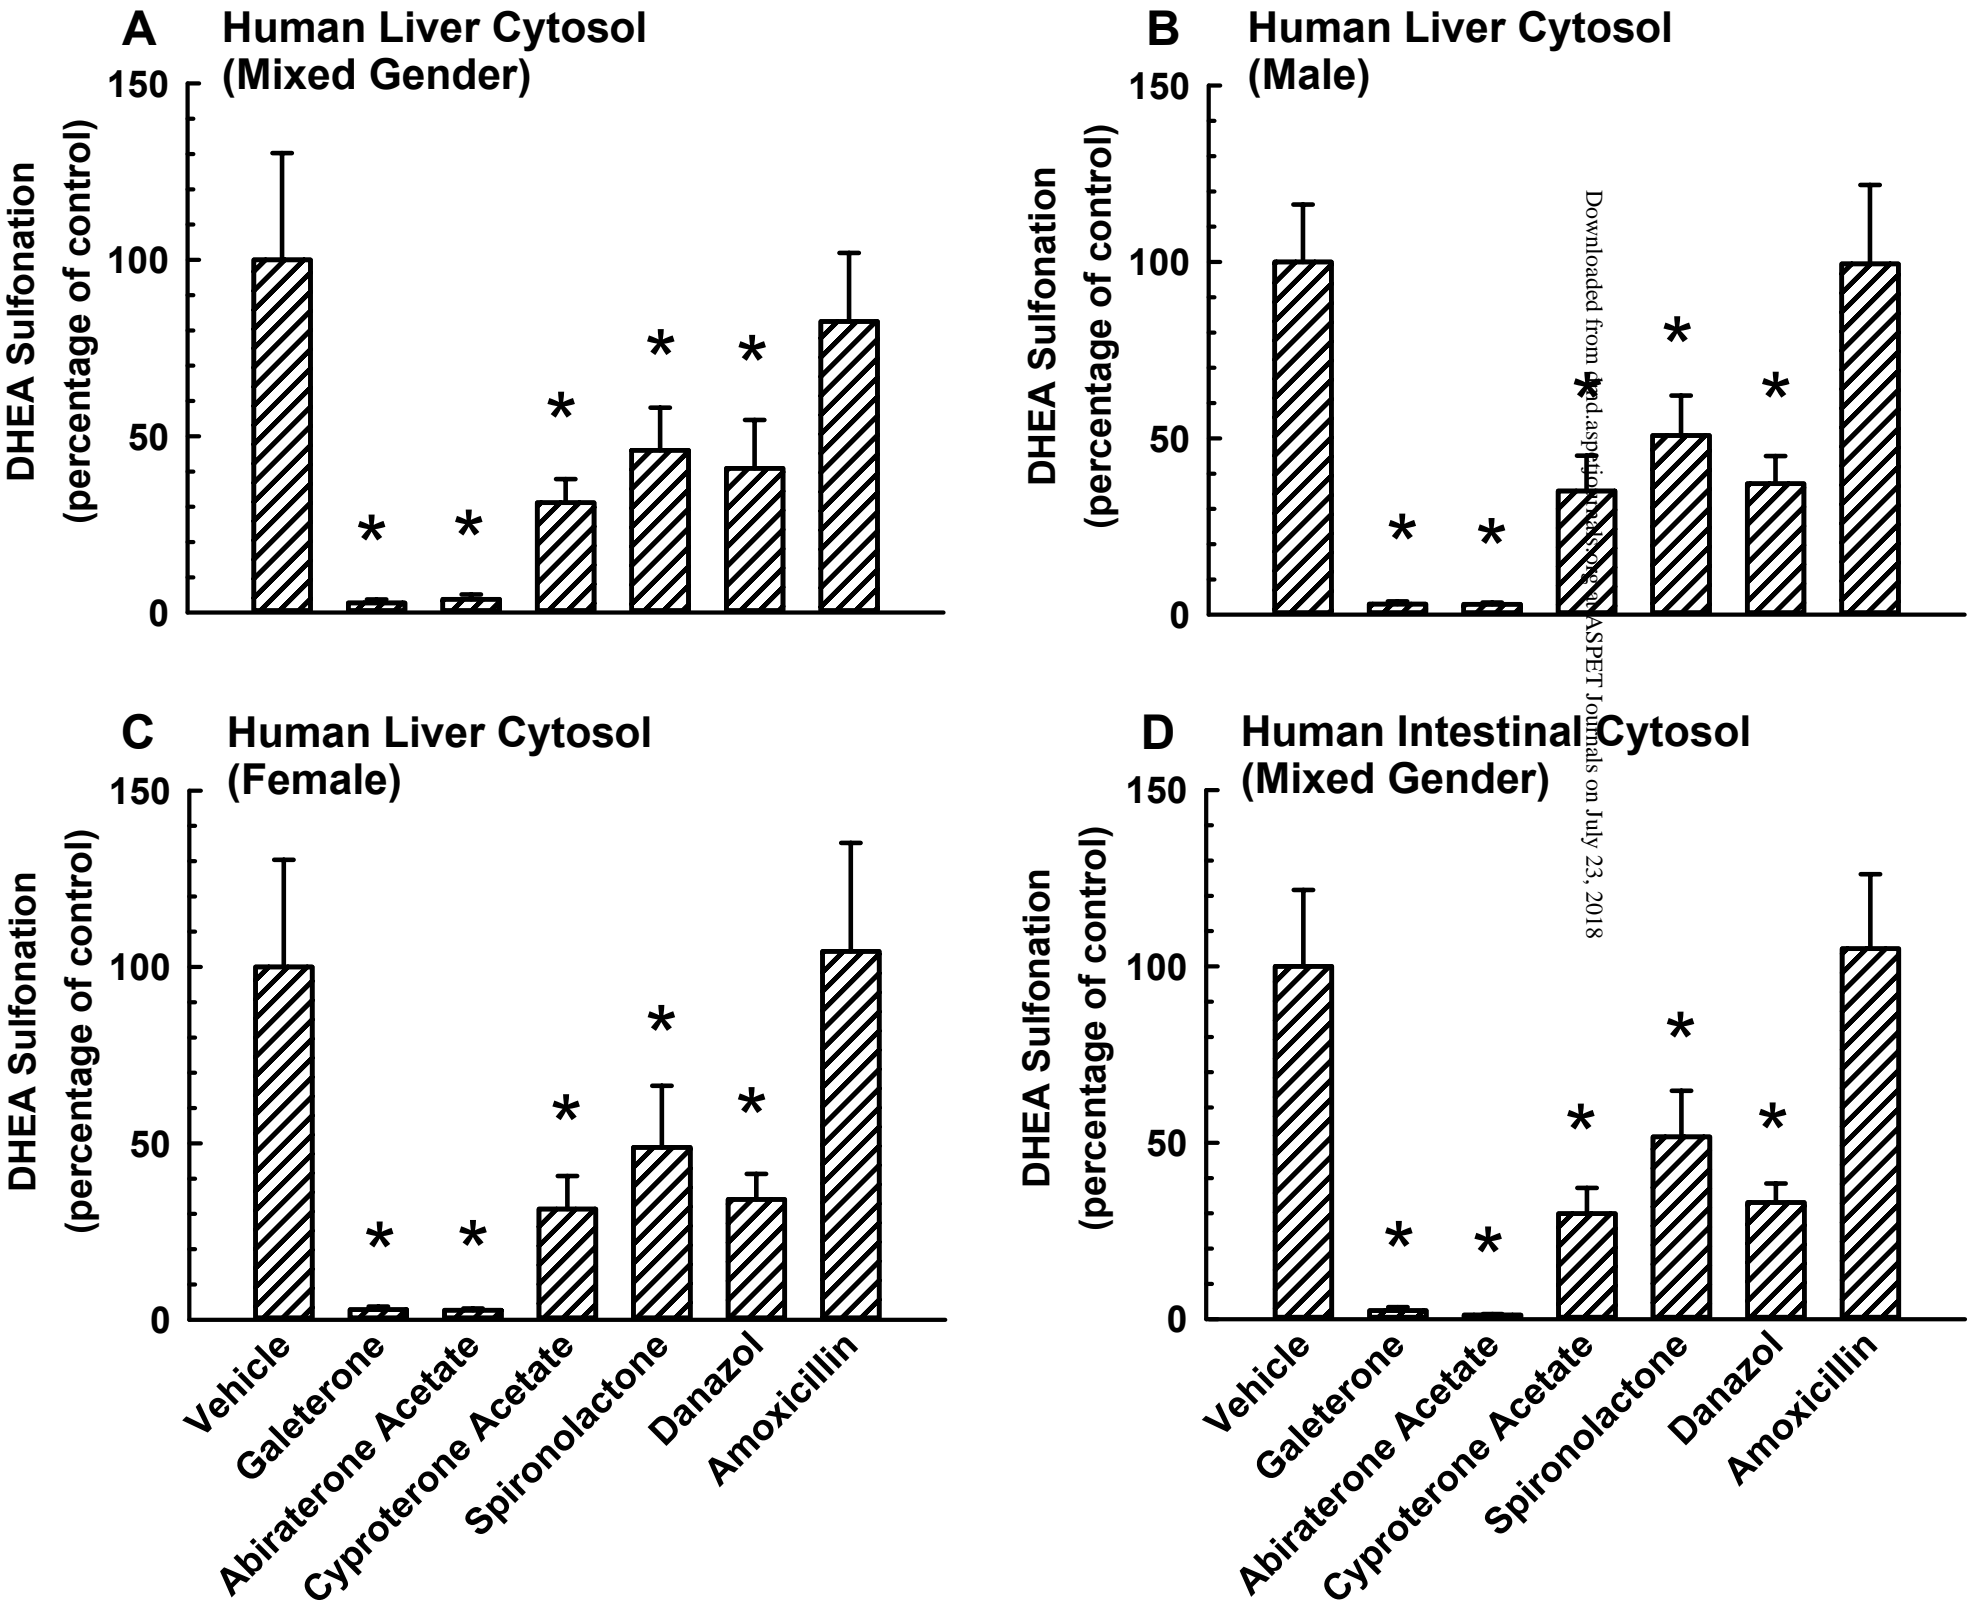 A
Human Liver Cytosol
(Mixed Gender)
DHEA Sulfonation
(percentage of control)
150
100
50
0
*
*
*
*
*
B
Human Liver Cytosol
(Male)
DHEA Sulfonation
(percentage of control)
150
100
50
0
*
*
*
*
*
Downloaded from dmd.aspetjournals.org at ASPET Journals on July 23, 2018
C
Human Liver Cytosol
(Female)
DHEA Sulfonation
(percentage of control)
150
100
50
0
*
*
*
*
*
Vehicle
Galeterone
Abiraterone Acetate
Cyproterone Acetate
Spironolactone
Danazol
Amoxicillin
D
Human Intestinal Cytosol
(Mixed Gender)
DHEA Sulfonation
(percentage of control)
150
100
50
0
*
*
*
*
*
Vehicle
Galeterone
Abiraterone Acetate
Cyproterone Acetate
Spironolactone
Danazol
Amoxicillin